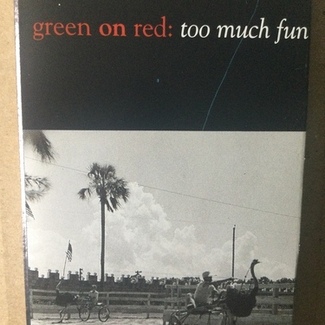 green on red: too much fun